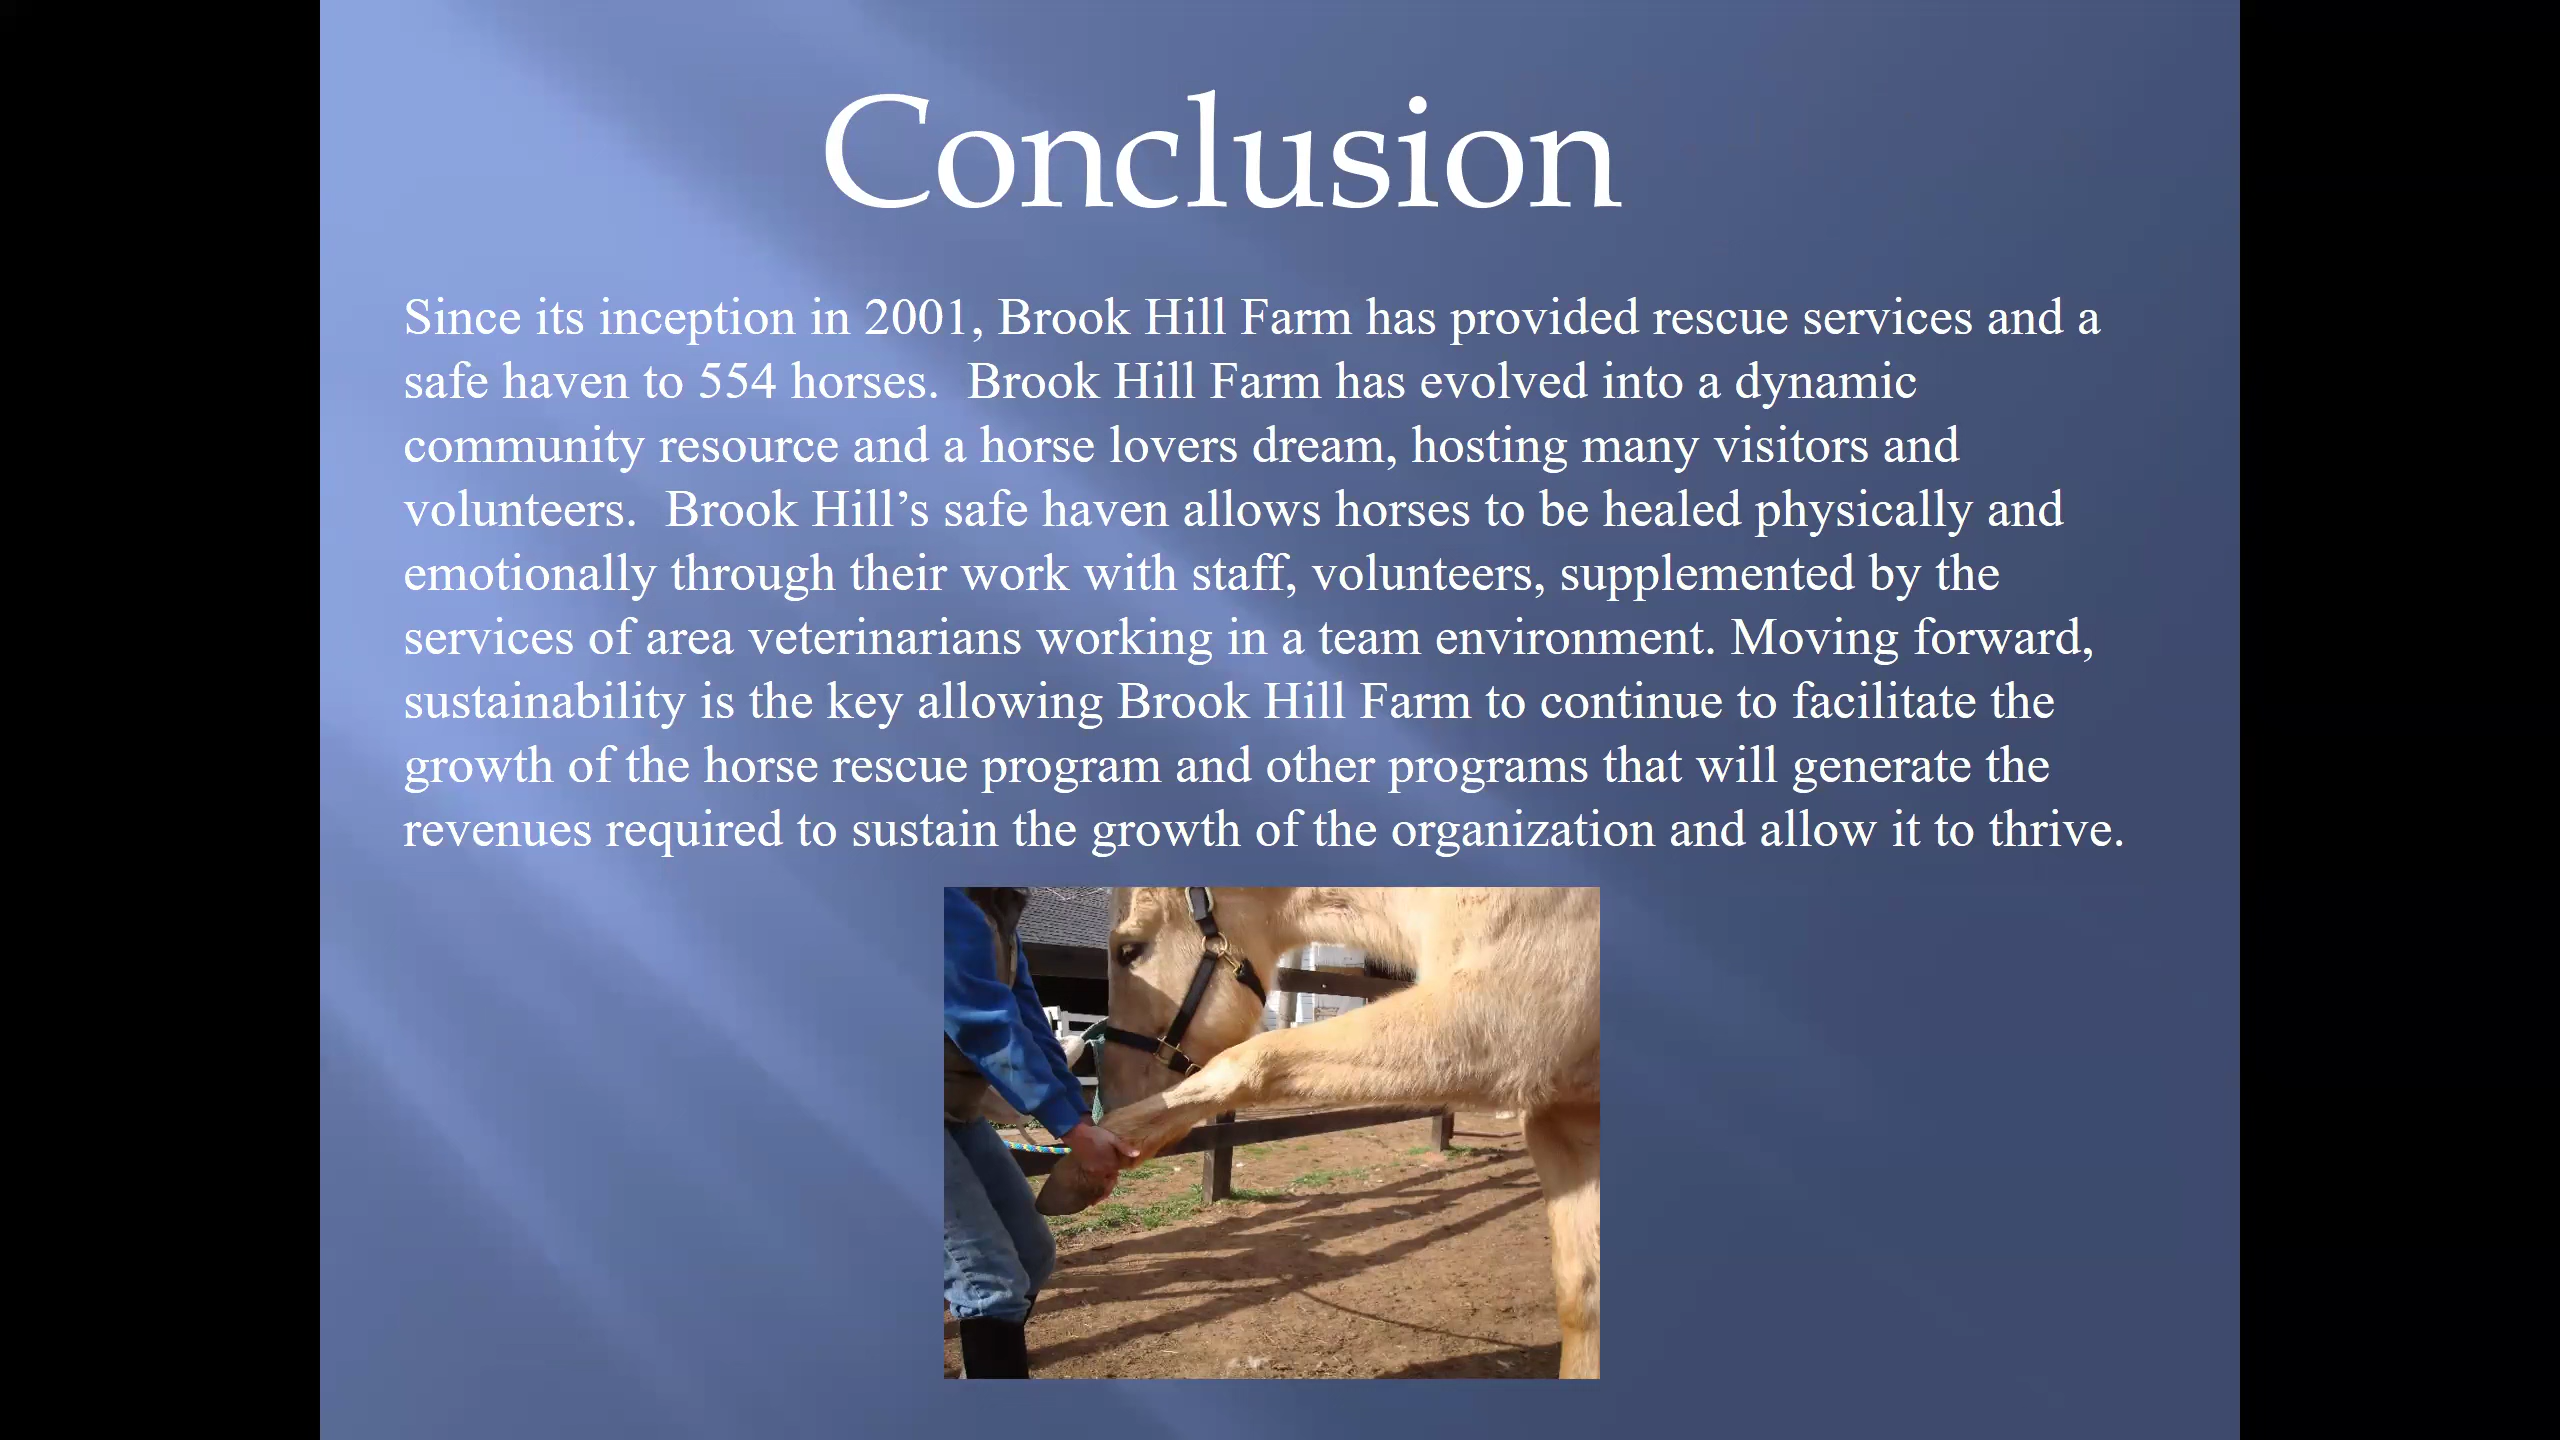 Conclusion
Since its inception in 2001, Brook Hill Farm has provided rescue services and a
safe haven to 554 horses.  Brook Hill Farm has evolved into a dynamic
community resource and a horse lovers dream, hosting many visitors and
volunteers.  Brook Hill’s safe haven allows horses to be healed physically and
emotionally through their work with staff, volunteers, supplemented by the
services of area veterinarians working in a team environment. Moving forward,
sustainability is the key allowing Brook Hill Farm to continue to facilitate the
growth of the horse rescue program and other programs that will generate the
revenues required to sustain the growth of the organization and allow it to thrive.